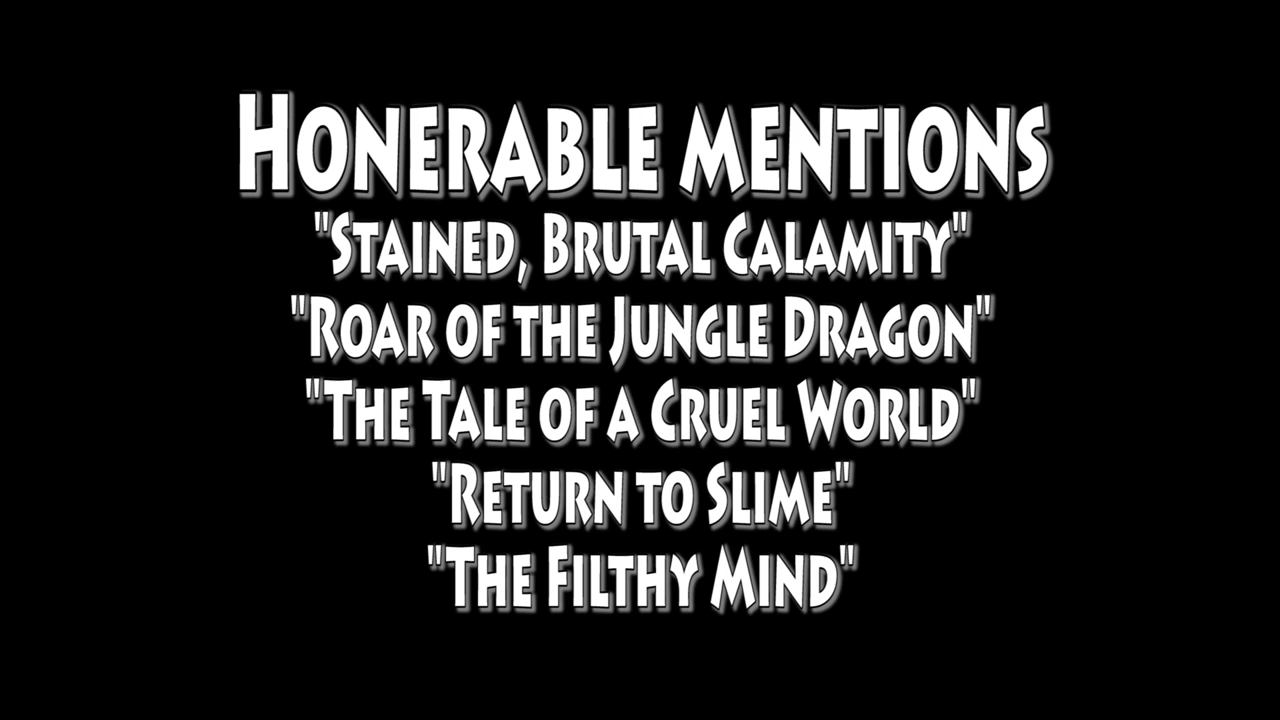 Honerable mentions
"Stained, Brutal Calamity"
"Roar of the Jungle Dragon"
"The Tale of a Cruel World"
"Return to Slime"
"The Filthy Mind"